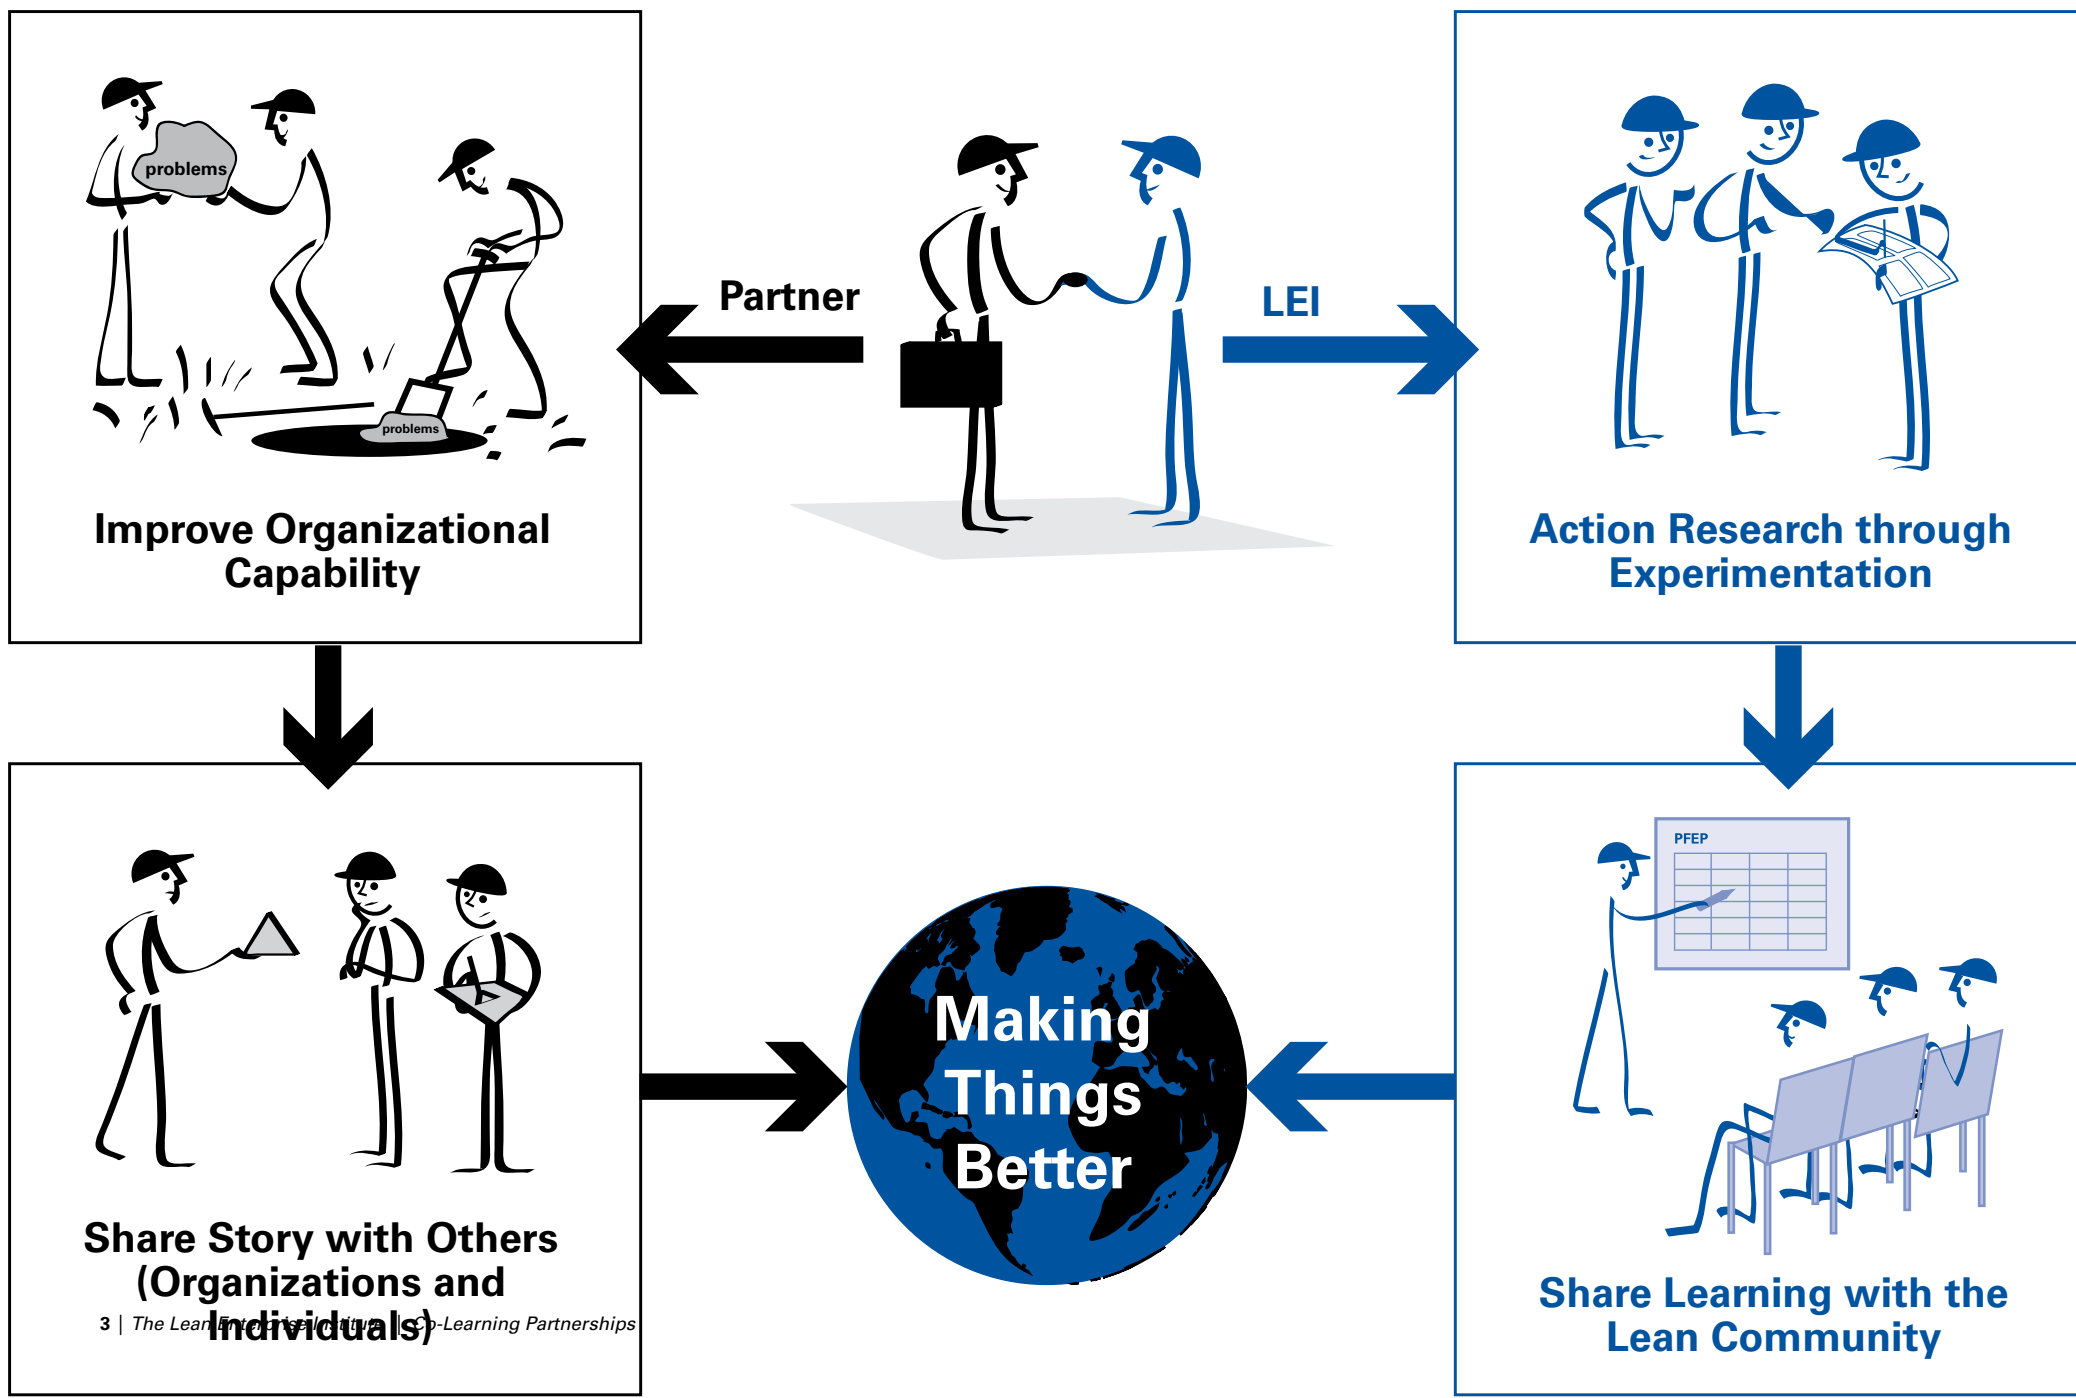 problems
problems
Improve Organizational
Capability
Partner
LEI
Action Research through
Experimentation
Share Story with Others
(Organizations and
Individuals)
3 | The Lean Enterprise Institute | Co-Learning Partnerships
Making
Things
Better
PFEP
Share Learning with the
Lean Community